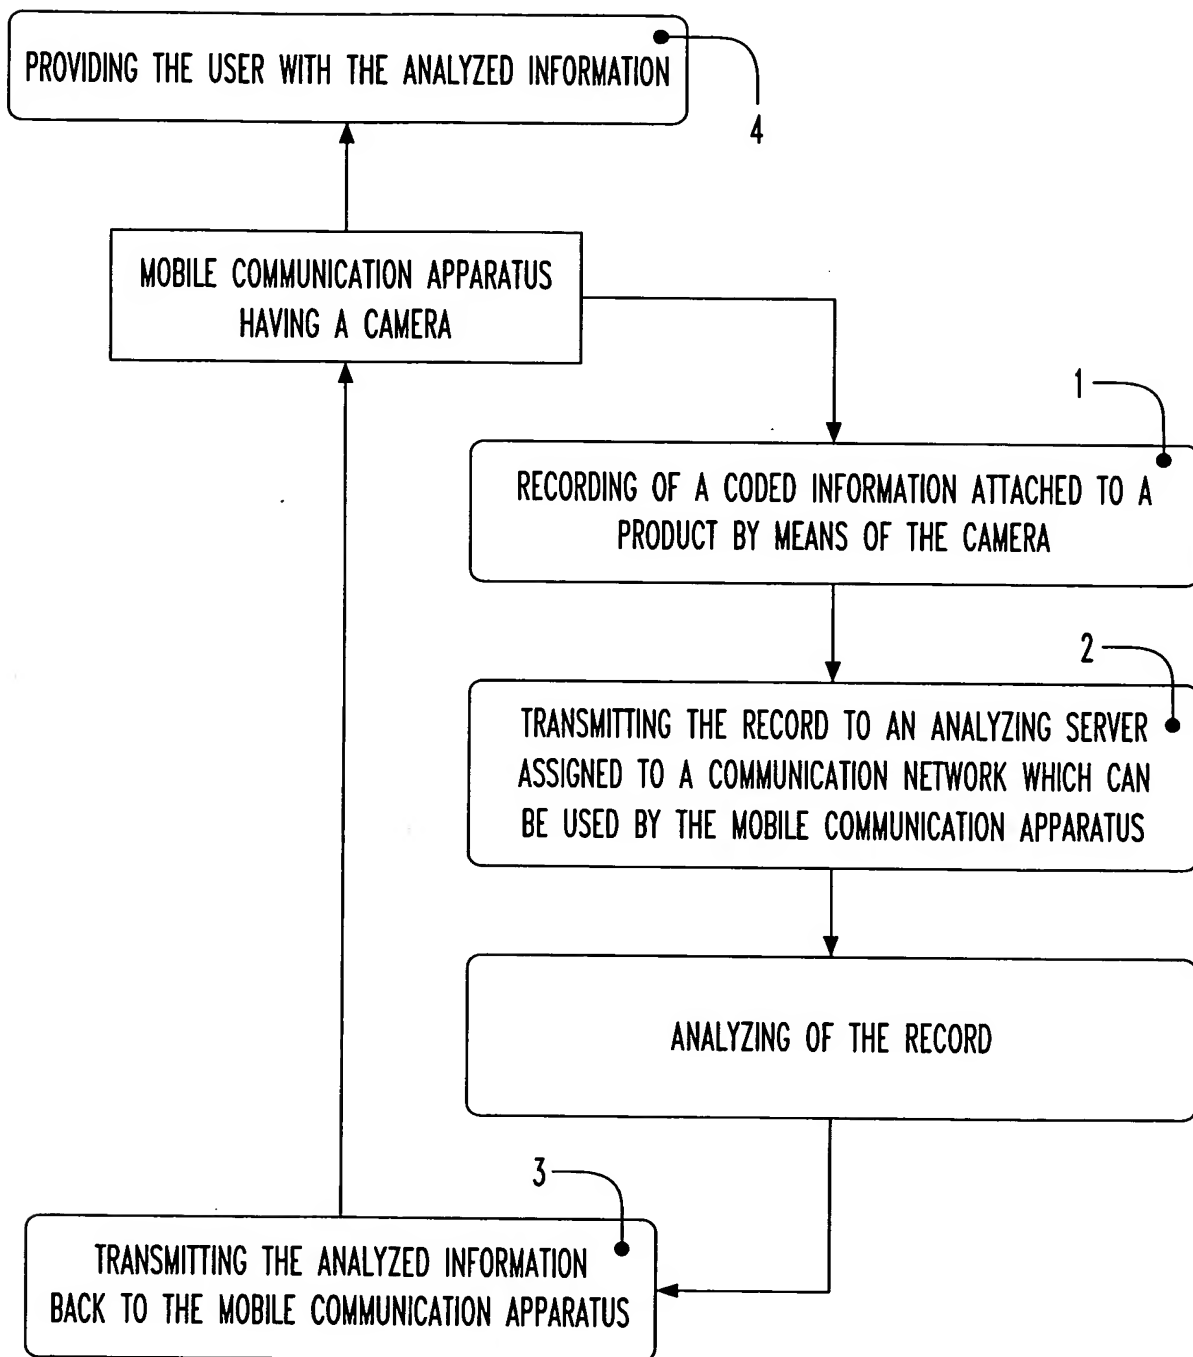 PROVIDING THE USER WITH THE ANALYZED INFORMATION
4
MOBILE COMMUNICATION APPARATUS
HAVING A CAMERA
1
RECORDING OF A CODED INFORMATION ATTACHED TO A
PRODUCT BY MEANS OF THE CAMERA
2
TRANSMITTING THE RECORD TO AN ANALYZING SERVER
ASSIGNED TO A COMMUNICATION NETWORK WHICH CAN
BE USED BY THE MOBILE COMMUNICATION APPARATUS
ANALYZING OF THE RECORD
3
TRANSMITTING THE ANALYZED INFORMATION
BACK TO THE MOBILE COMMUNICATION APPARATUS